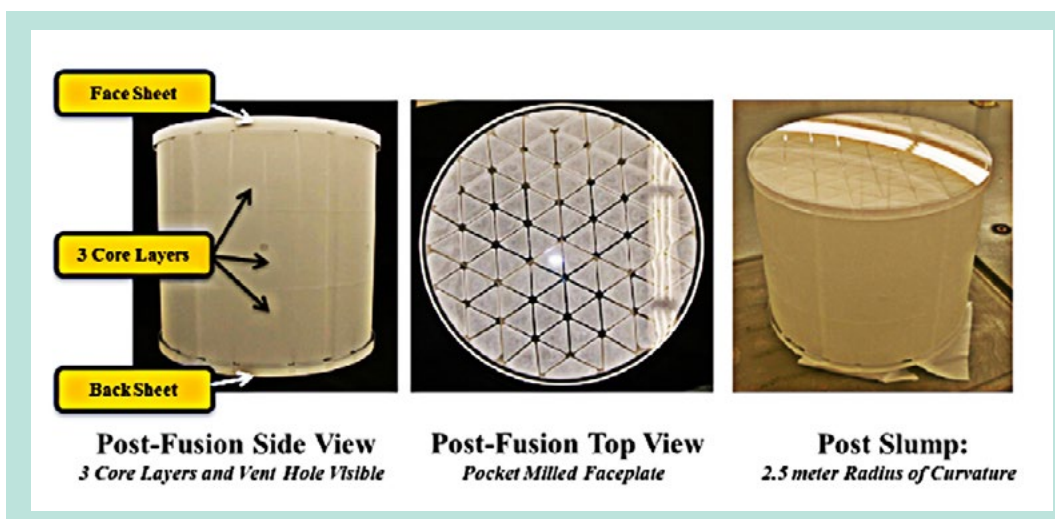 Face Sheet
3 Core Layers
Back Sheet
Post-Fusion Side View
3 Core Layers and Vent Hole Visible
Post-Fusion Top View
Pocket Milled Faceplate
Post Slump:
2.5 meter Radius of Curvature